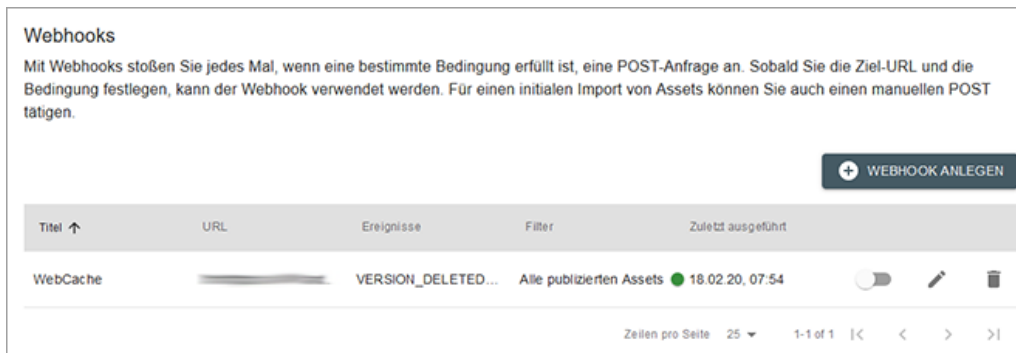 Webhooks
Mit Webhooks stoßen Sie jedes Mal, wenn eine bestimmte Bedingung erfüllt ist, eine POST-Anfrage an. Sobald Sie die Ziel-URL und die
Bedingung festlegen, kann der Webhook verwendet werden. Für einen initialen Import von Assets können Sie auch einen manuellen POST
tätigen.
WEBHOOK ANLEGEN
Titel URL Ereignisse Filter Zuletzt ausgeführt
WebCache VERSION_DELETED... Alle publizierten Assets 18.02.20, 07:54
Zeilen pro Seite 25 1-1 of 1